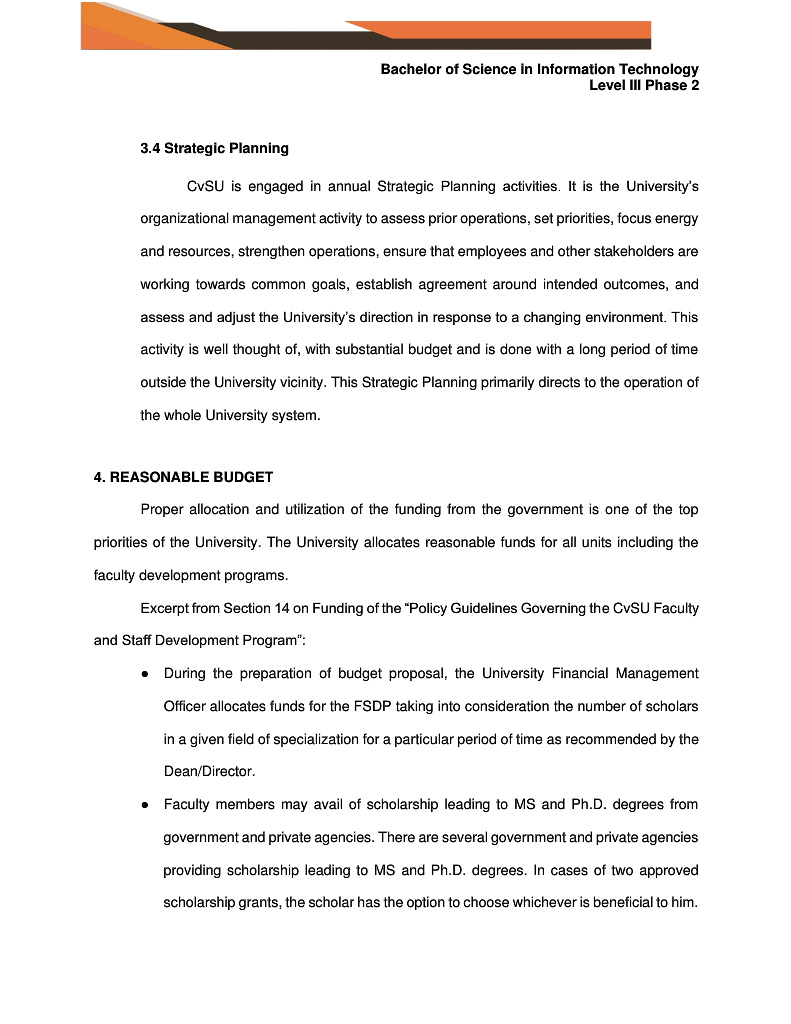 Bachelor of Science in Information Technology
Level III Phase 2
3.4 Strategic Planning
CvSU is engaged in annual Strategic Planning activities. It is the University’s
organizational management activity to assess prior operations, set priorities, focus energy
and resources, strengthen operations, ensure that employees and other stakeholders are
working towards common goals, establish agreement around intended outcomes, and
assess and adjust the University’s direction in response to a changing environment. This
activity is well thought of, with substantial budget and is done with a long period of time
outside the University vicinity. This Strategic Planning primarily directs to the operation of
the whole University system.
4. REASONABLE BUDGET
Proper allocation and utilization of the funding from the government is one of the top
priorities of the University. The University allocates reasonable funds for all units including the
faculty development programs.
Excerpt from Section 14 on Funding of the “Policy Guidelines Governing the CvSU Faculty
and Staff Development Program”:
● During the preparation of budget proposal, the University Financial Management
Officer allocates funds for the FSDP taking into consideration the number of scholars
in a given field of specialization for a particular period of time as recommended by the
Dean/Director.
● Faculty members may avail of scholarship leading to MS and Ph.D. degrees from
government and private agencies. There are several government and private agencies
providing scholarship leading to MS and Ph.D. degrees. In cases of two approved
scholarship grants, the scholar has the option to choose whichever is beneficial to him.